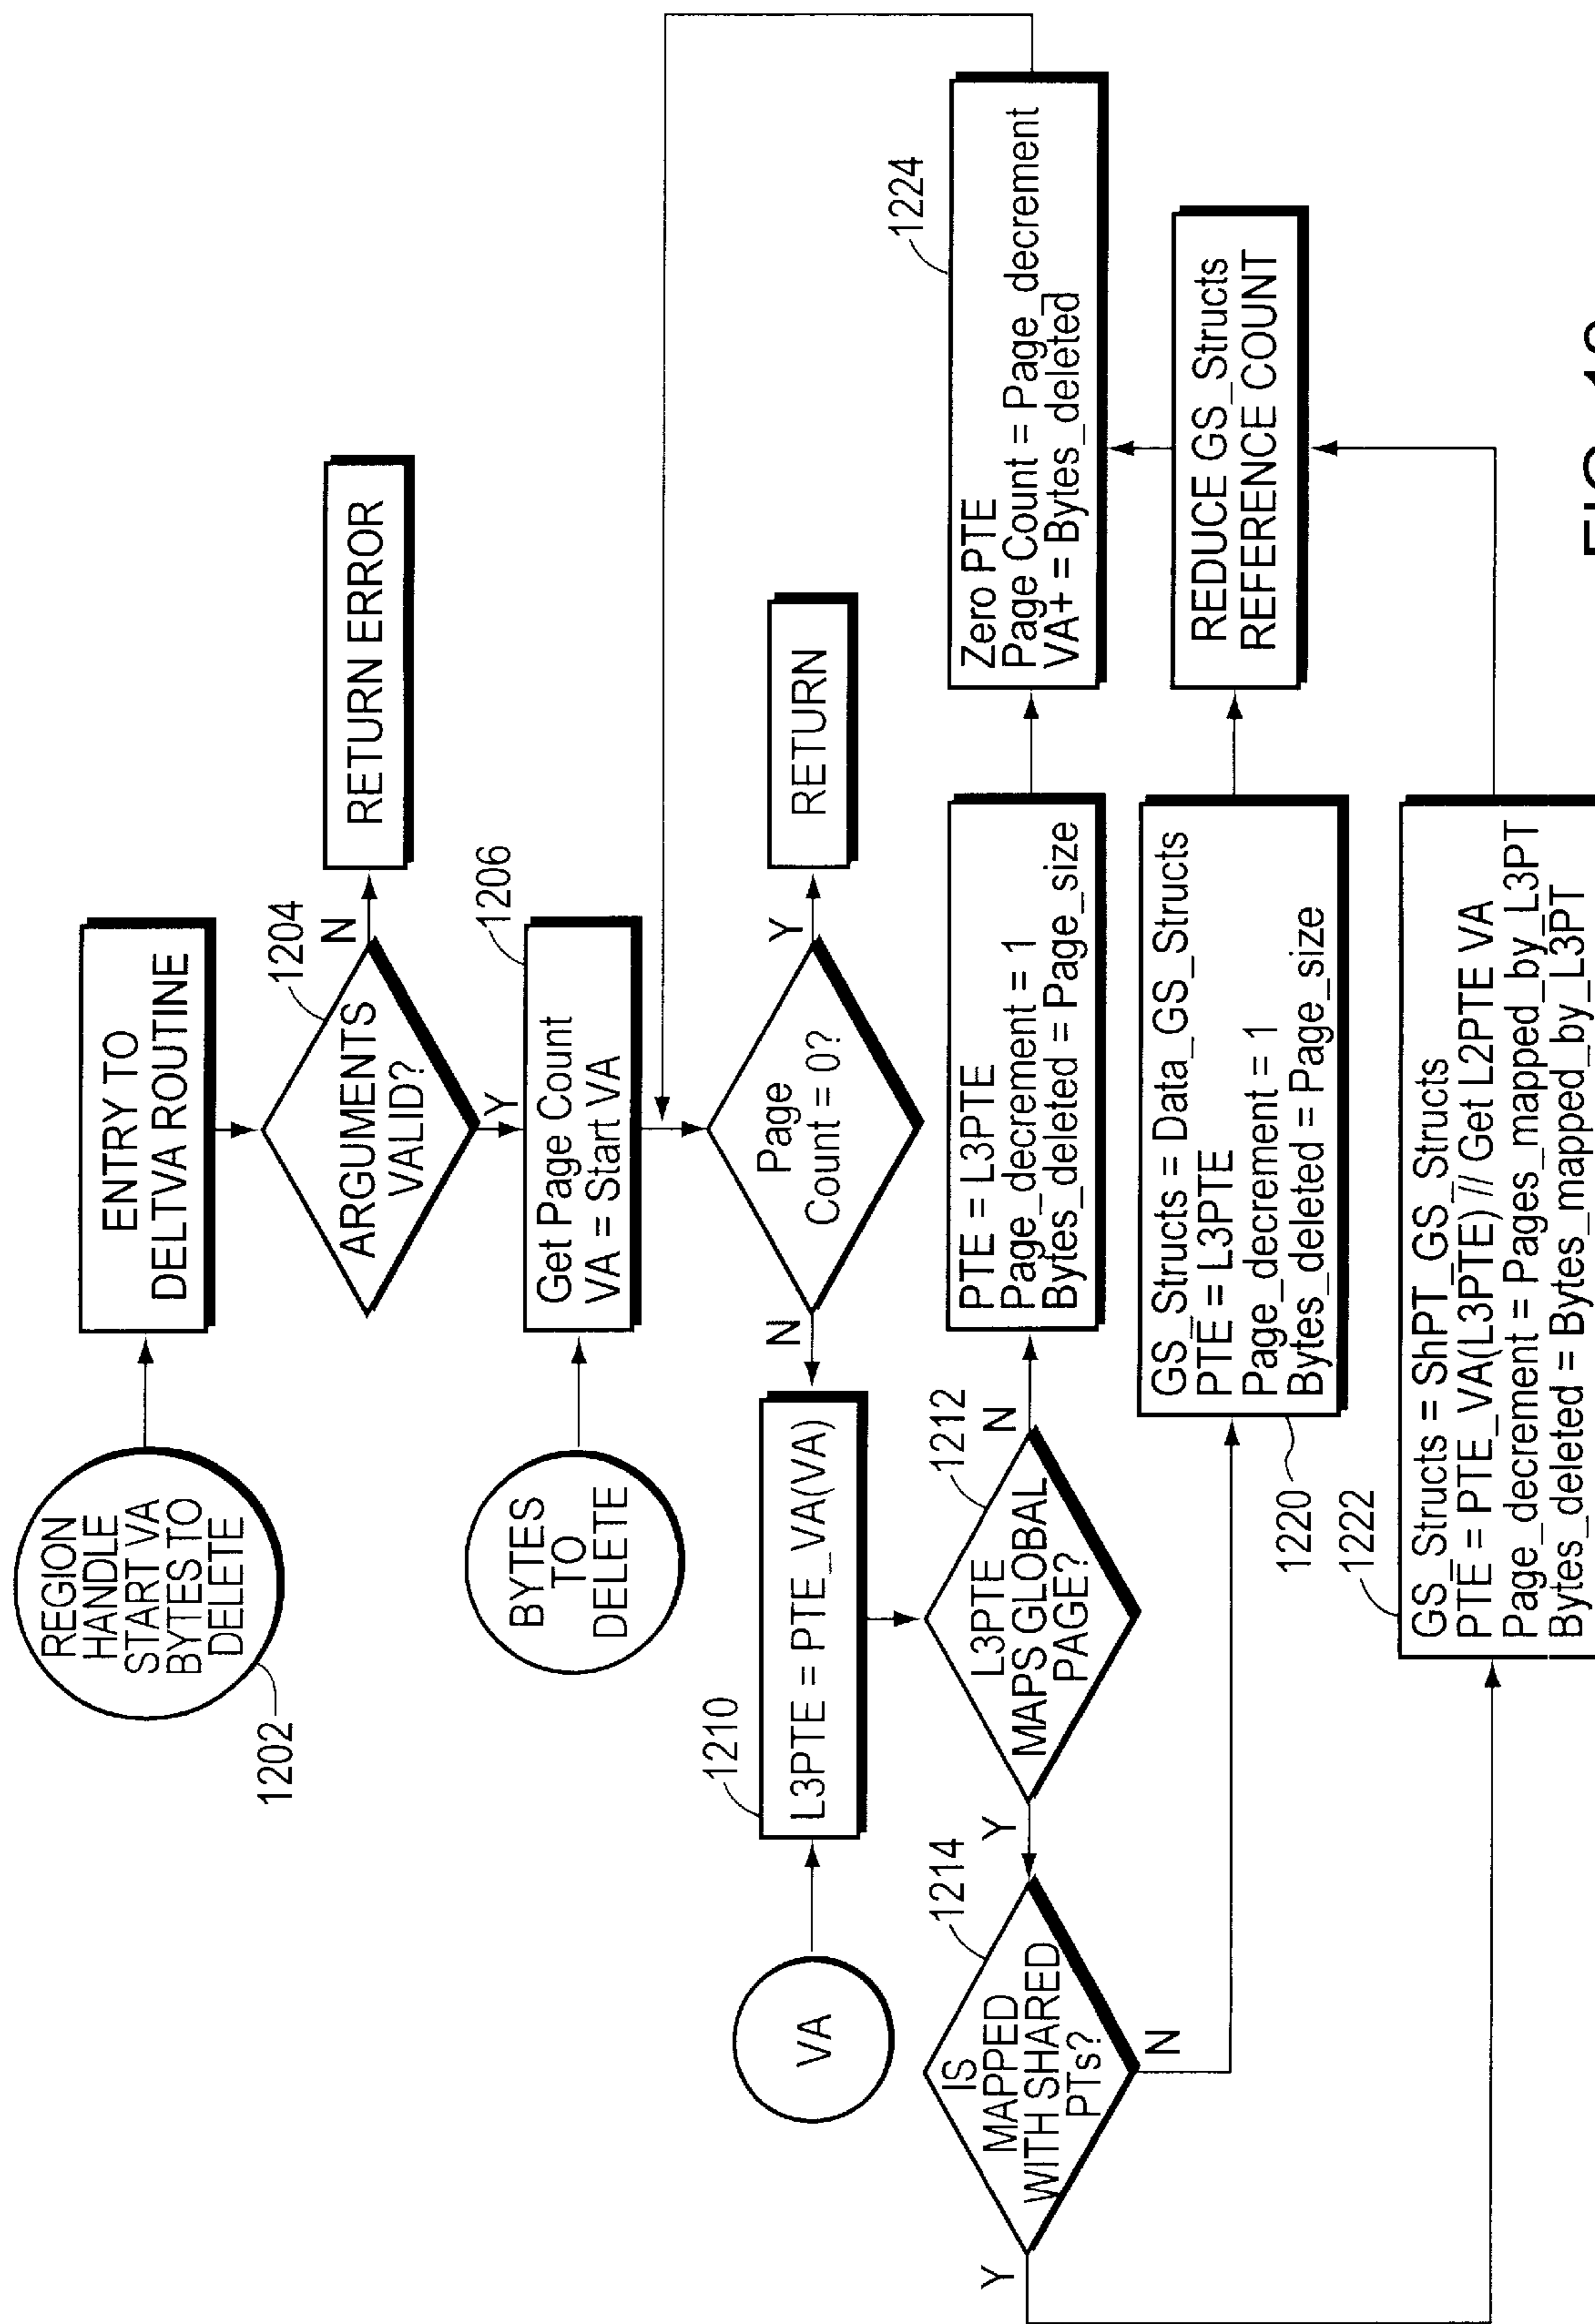 REGION
HANDLE
START VA
BYTES TO
DELETE
1202
ENTRY TO
DELTVA ROUTINE
1204
ARGUMENTS
VALID?
N
RETURN ERROR
Y
BYTES
TO
DELETE
1206
Get Page Count
VA = Start VA
Page
Count = 0?
Y
RETURN
N
VA
1210
L3PTE = PTE_VA(VA)
1212
L3PTE
MAPS GLOBAL
PAGE?
N
PTE = L3PTE
Page_decrement = 1
Bytes_deleted = Page_size
1224
Zero PTE
Page Count = Page_decrement
VA+ = Bytes_deleted
Y
1214
IS
MAPPED
WITH SHARED
PTs?
N
1220
GS_Structs = Data_GS_Structs
PTE = L3PTE
Page_decrement = 1
Bytes_deleted = Page_size
REDUCE GS_Structs
REFERENCE COUNT
Y
1222
GS_Structs = ShPT_GS_Structs
PTE = PTE_VA(L3PTE) // Get L2PTE VA
Page_decrement = Pages_mapped_by_L3PT
Bytes_deleted = Bytes_mapped_by_L3PT